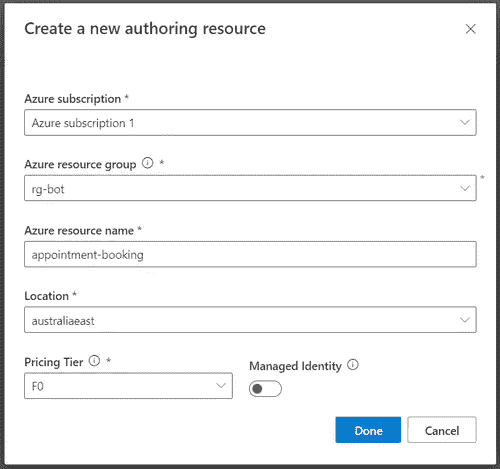 Create a new authoring resource
Azure subscription *
Azure subscription 1
Azure resource group *
rg-bot
*
Azure resource name *
appointment-booking
Location *
australiaeast
Pricing Tier * Managed Identity
F0
Done Cancel